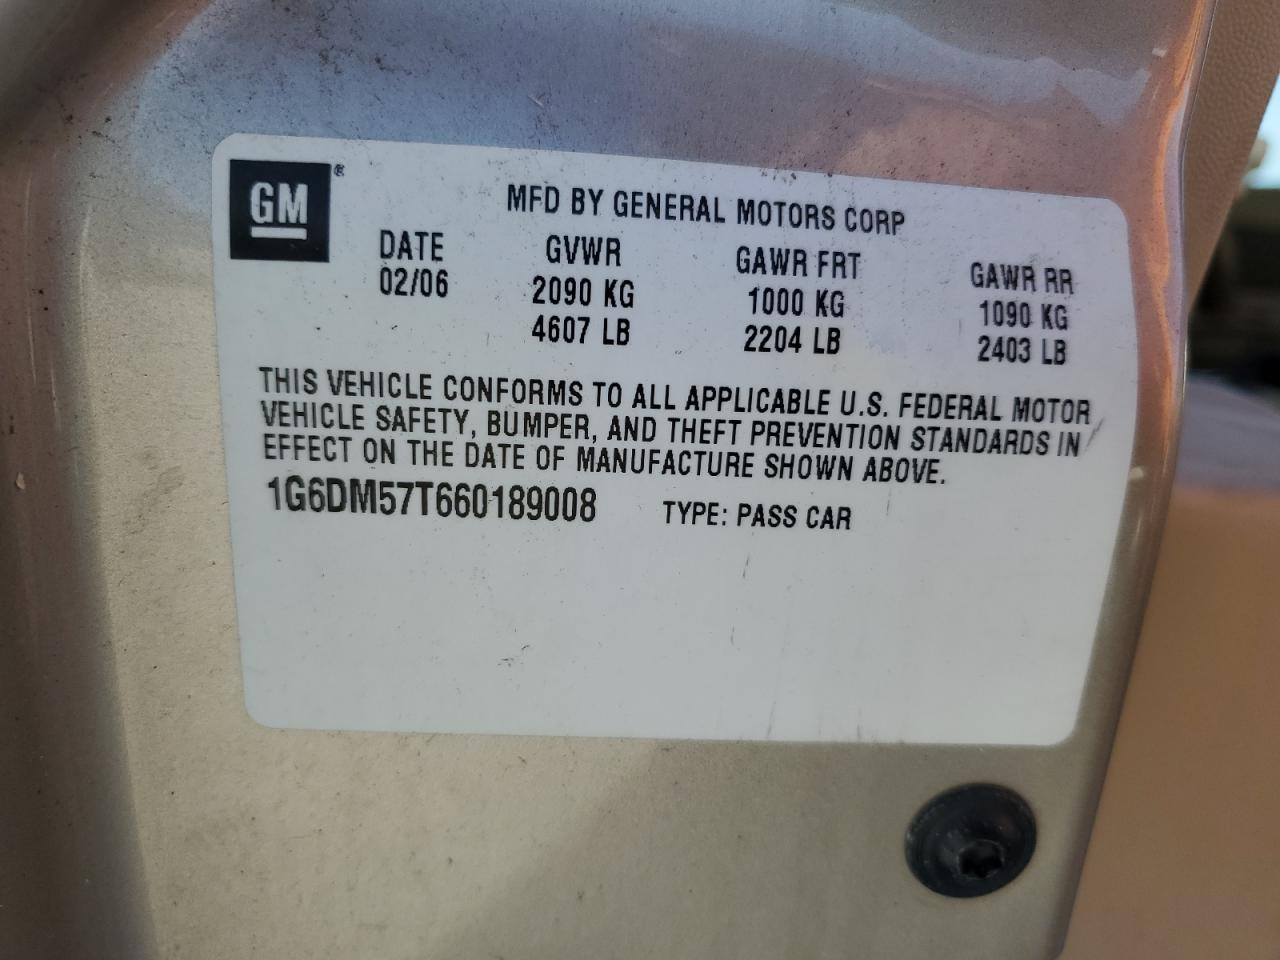 GM ®
MFD BY GENERAL MOTORS CORP
DATE GVWR GAWR FRT GAWR RR
02/06 2090 KG 1000 KG 1090 KG
4607 LB 2204 LB 2403 LB
THIS VEHICLE CONFORMS TO ALL APPLICABLE U.S. FEDERAL MOTOR
VEHICLE SAFETY, BUMPER, AND THEFT PREVENTION STANDARDS IN
EFFECT ON THE DATE OF MANUFACTURE SHOWN ABOVE.
1G6DM57T660189008 TYPE: PASS CAR